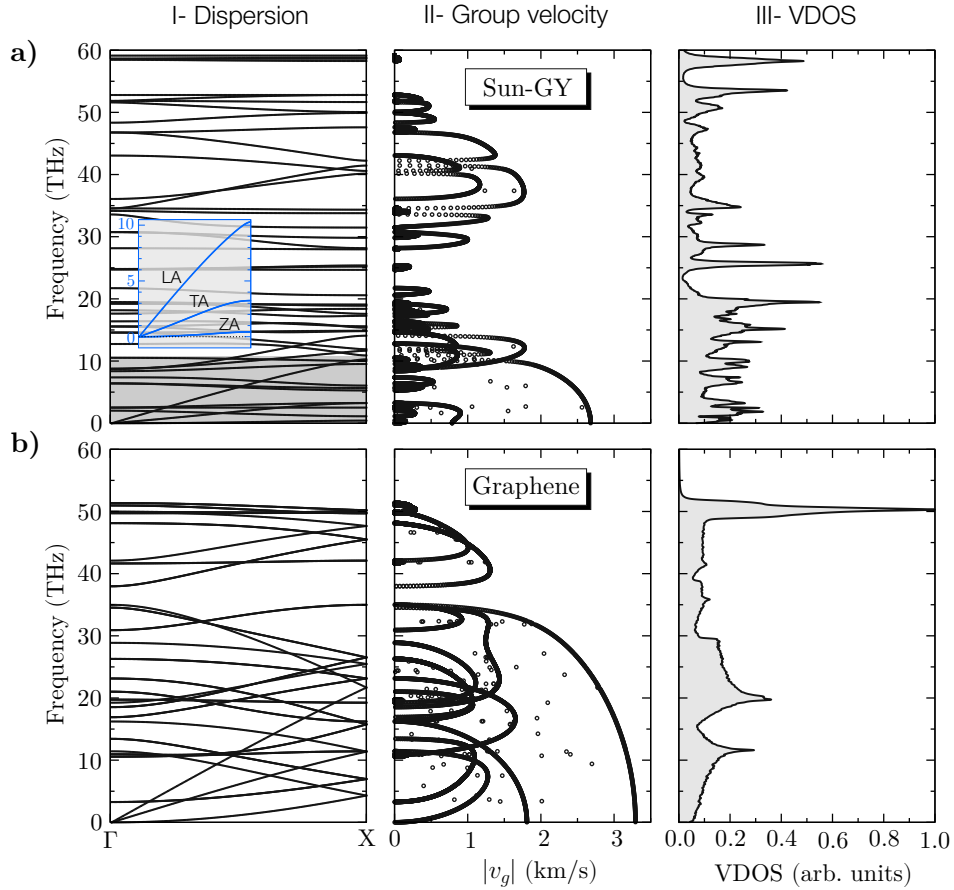 I- Dispersion
II- Group velocity
III- VDOS
a)
60
50
40
30
20
10
0
Frequency (THz)
10
5
0
LA
TA
ZA
Sun-GY
b)
60
50
40
30
20
10
0
Frequency (THz)
Γ
X
Graphene
0
1
2
3
|v_g| (km/s)
0.0
0.2
0.4
0.6
0.8
1.0
VDOS (arb. units)